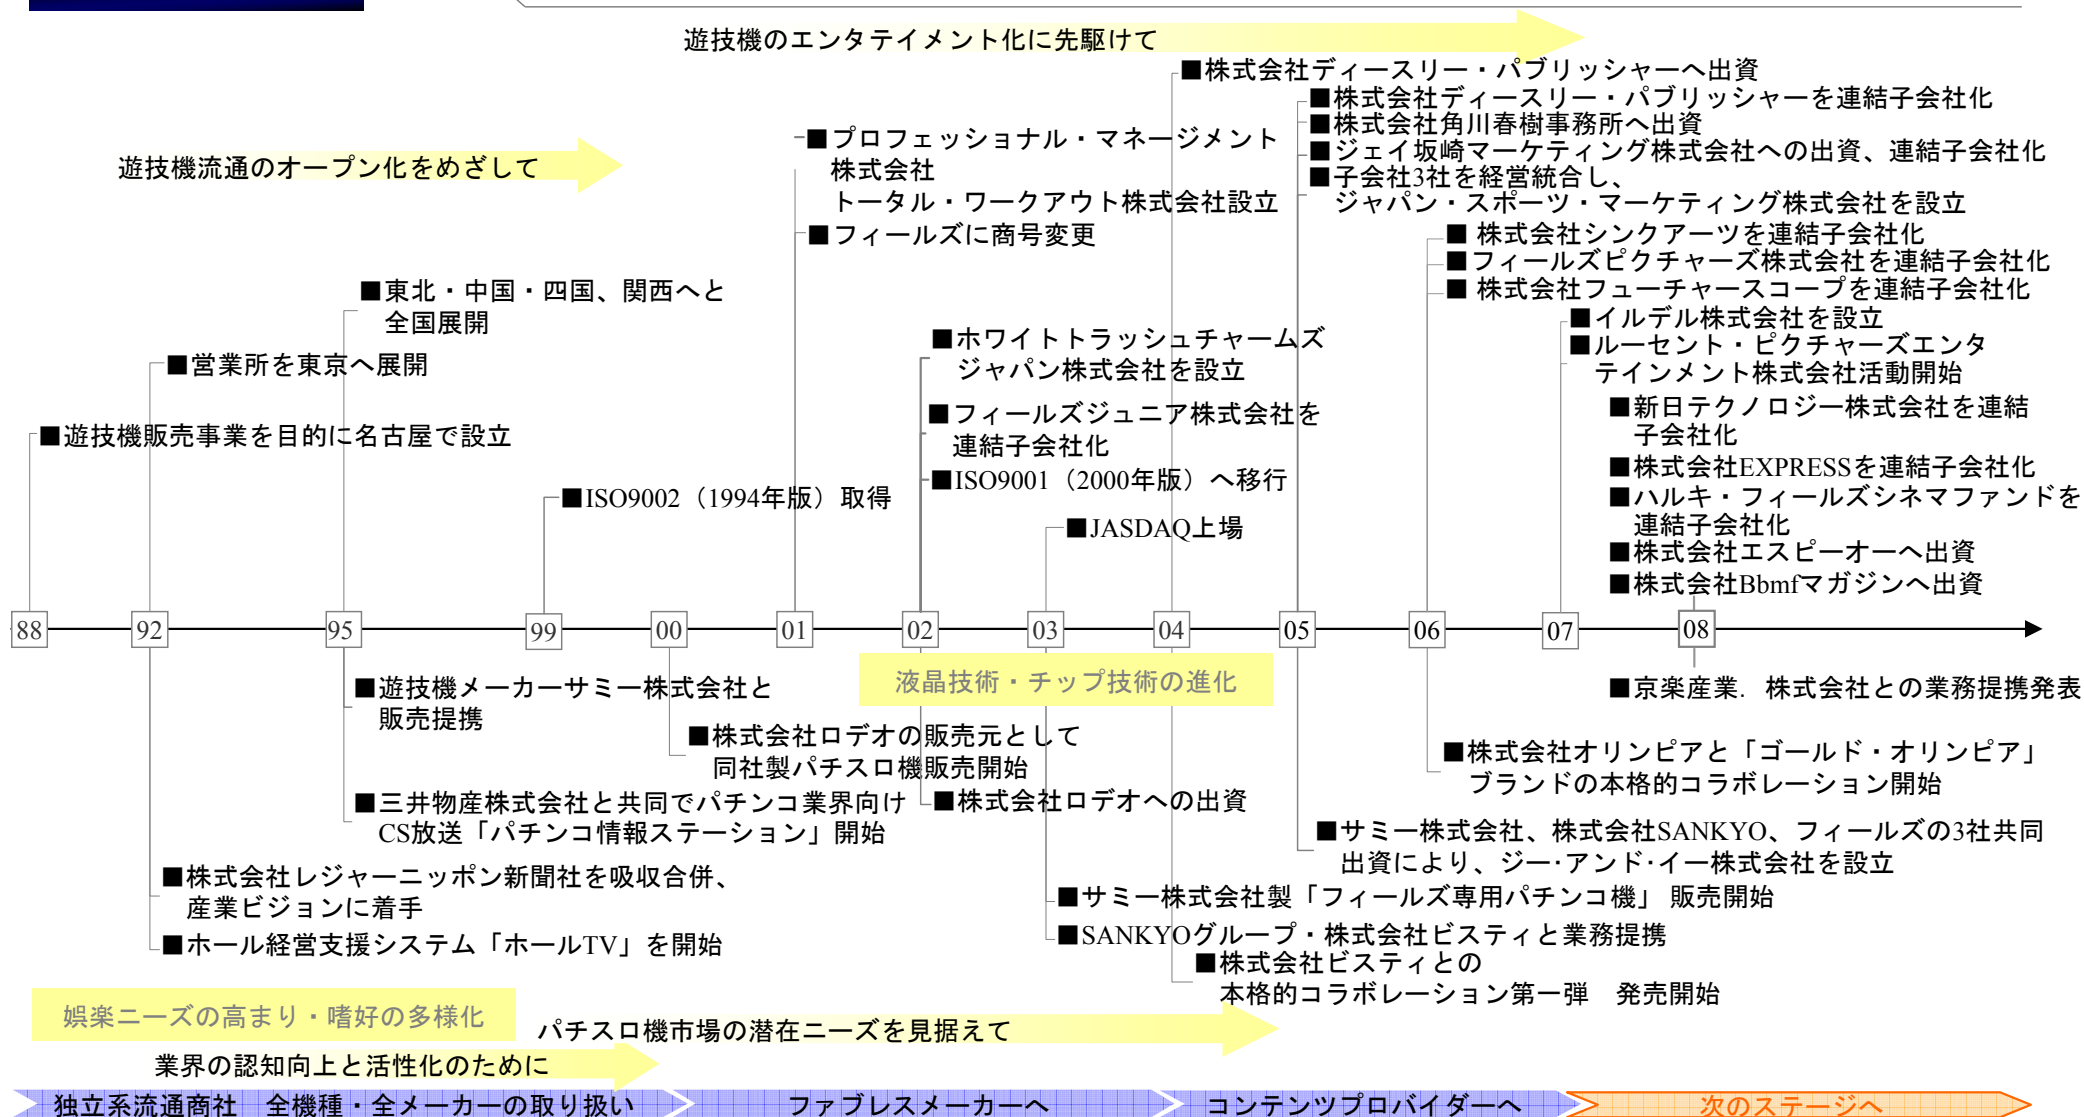 遊技機のエンタテイメント化に先駆けて
■株式会社ディースリー・パブリッシャーへ出資
■株式会社ディースリー・パブリッシャーを連結子会社化
■株式会社角川春樹事務所へ出資
■ジェイ坂崎マーケティング株式会社への出資、連結子会社化
■子会社3社を経営統合し、
ジャパン・スポーツ・マーケティング株式会社を設立
■プロフェッショナル・マネージメント
株式会社
トータル・ワークアウト株式会社設立
■フィールズに商号変更
遊技機流通のオープン化をめざして
■株式会社シンクアーツを連結子会社化
■フィールズピクチャーズ株式会社を連結子会社化
■株式会社フューチャースコープを連結子会社化
■東北・中国・四国、関西へと
全国展開
■イルデル株式会社を設立
■ルーセント・ピクチャーズエンタ
テインメント株式会社活動開始
■ホワイトトラッシュチャームズ
ジャパン株式会社を設立
■営業所を東京へ展開
■新日テクノロジー株式会社を連結
子会社化
■フィールズジュニア株式会社を
連結子会社化
■遊技機販売事業を目的に名古屋で設立
■株式会社EXPRESSを連結子会社化
■ISO9001（2000年版）へ移行
■ISO9002（1994年版）取得
■ハルキ・フィールズシネマファンドを
連結子会社化
■JASDAQ上場
■株式会社エスピーオーへ出資
■株式会社Bbmfマガジンへ出資
88 92 95 99 00 01 02 03 04 05 06 07 08
液晶技術・チップ技術の進化
■遊技機メーカーサミー株式会社と
販売提携
■京楽産業．株式会社との業務提携発表
■株式会社ロデオの販売元として
同社製パチスロ機販売開始
■株式会社オリンピアと「ゴールド・オリンピア」
ブランドの本格的コラボレーション開始
■三井物産株式会社と共同でパチンコ業界向け
CS放送「パチンコ情報ステーション」開始
■株式会社ロデオへの出資
■サミー株式会社、株式会社SANKYO、フィールズの3社共同
出資により、ジー・アンド・イー株式会社を設立
■株式会社レジャーニッポン新聞社を吸収合併、
産業ビジョンに着手
■サミー株式会社製「フィールズ専用パチンコ機」販売開始
■ホール経営支援システム「ホールTV」を開始
■SANKYOグループ・株式会社ビスティと業務提携
■株式会社ビスティとの
本格的コラボレーション第一弾　発売開始
娯楽ニーズの高まり・嗜好の多様化
パチスロ機市場の潜在ニーズを見据えて
業界の認知向上と活性化のために
独立系流通商社　全機種・全メーカーの取り扱い
ファブレスメーカーへ
コンテンツプロバイダーへ
次のステージへ